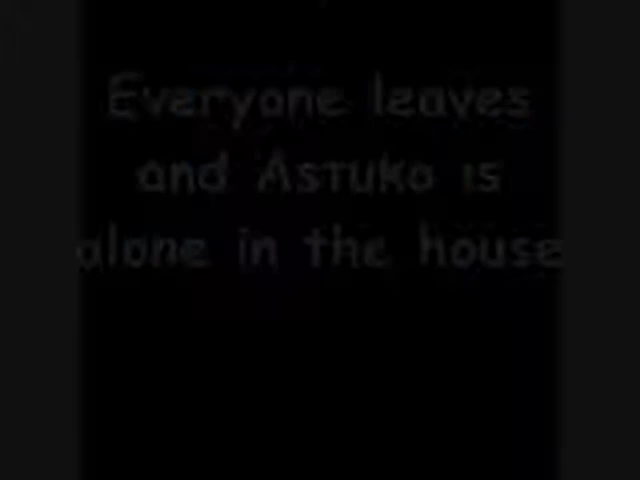 Everyone leaves
and Astuko is
alone in the house